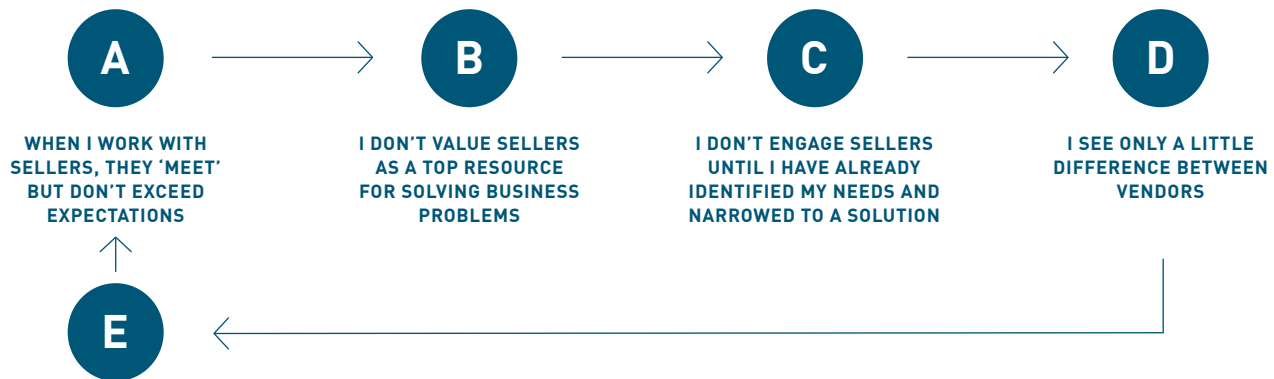 A
B
C
D
WHEN I WORK WITH
SELLERS, THEY ‘MEET’
BUT DON’T EXCEED
EXPECTATIONS
I DON’T VALUE SELLERS
AS A TOP RESOURCE
FOR SOLVING BUSINESS
PROBLEMS
I DON’T ENGAGE SELLERS
UNTIL I HAVE ALREADY
IDENTIFIED MY NEEDS AND
NARROWED TO A SOLUTION
I SEE ONLY A LITTLE
DIFFERENCE BETWEEN
VENDORS
E